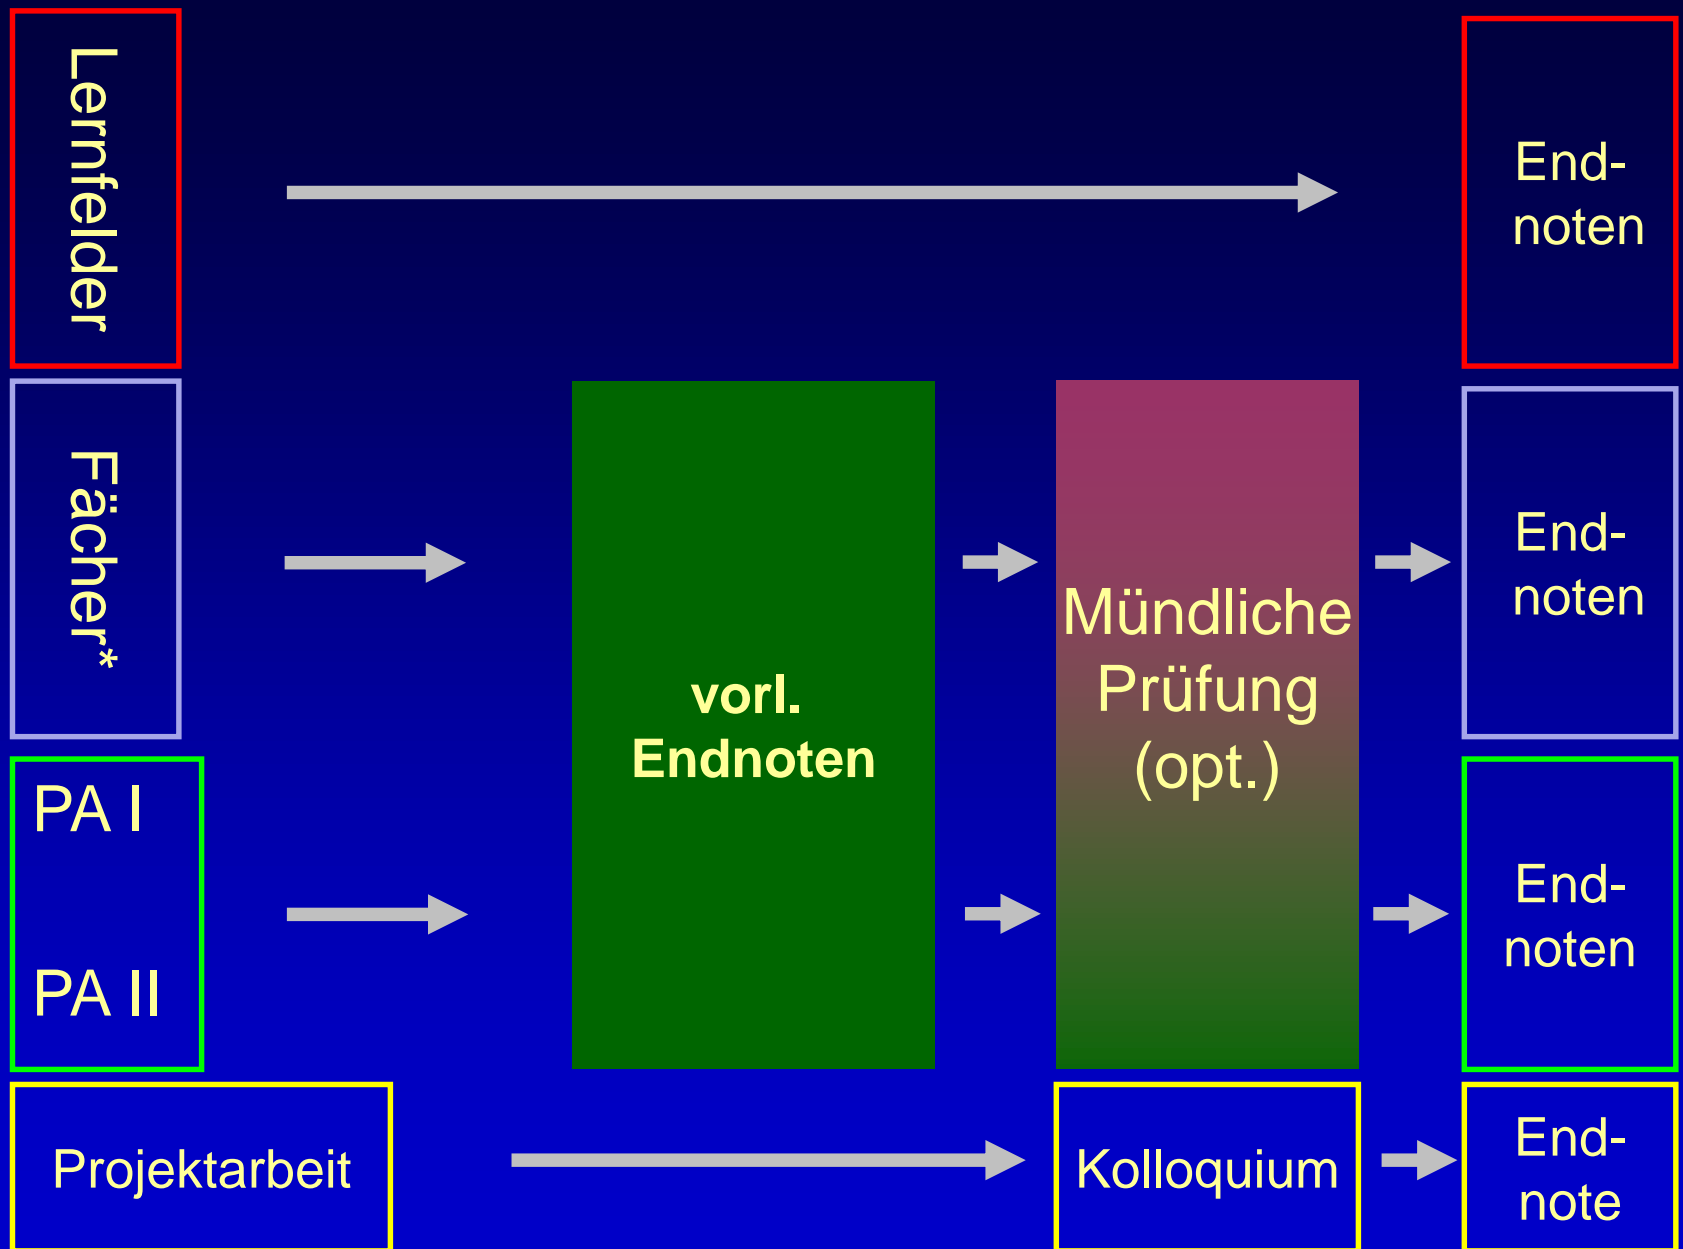 Lernfelder
End-
noten
Fächer*
vorl.
Endnoten
Mündliche
Prüfung
(opt.)
End-
noten
PA I
PA II
End-
noten
Projektarbeit
Kolloquium
End-
note